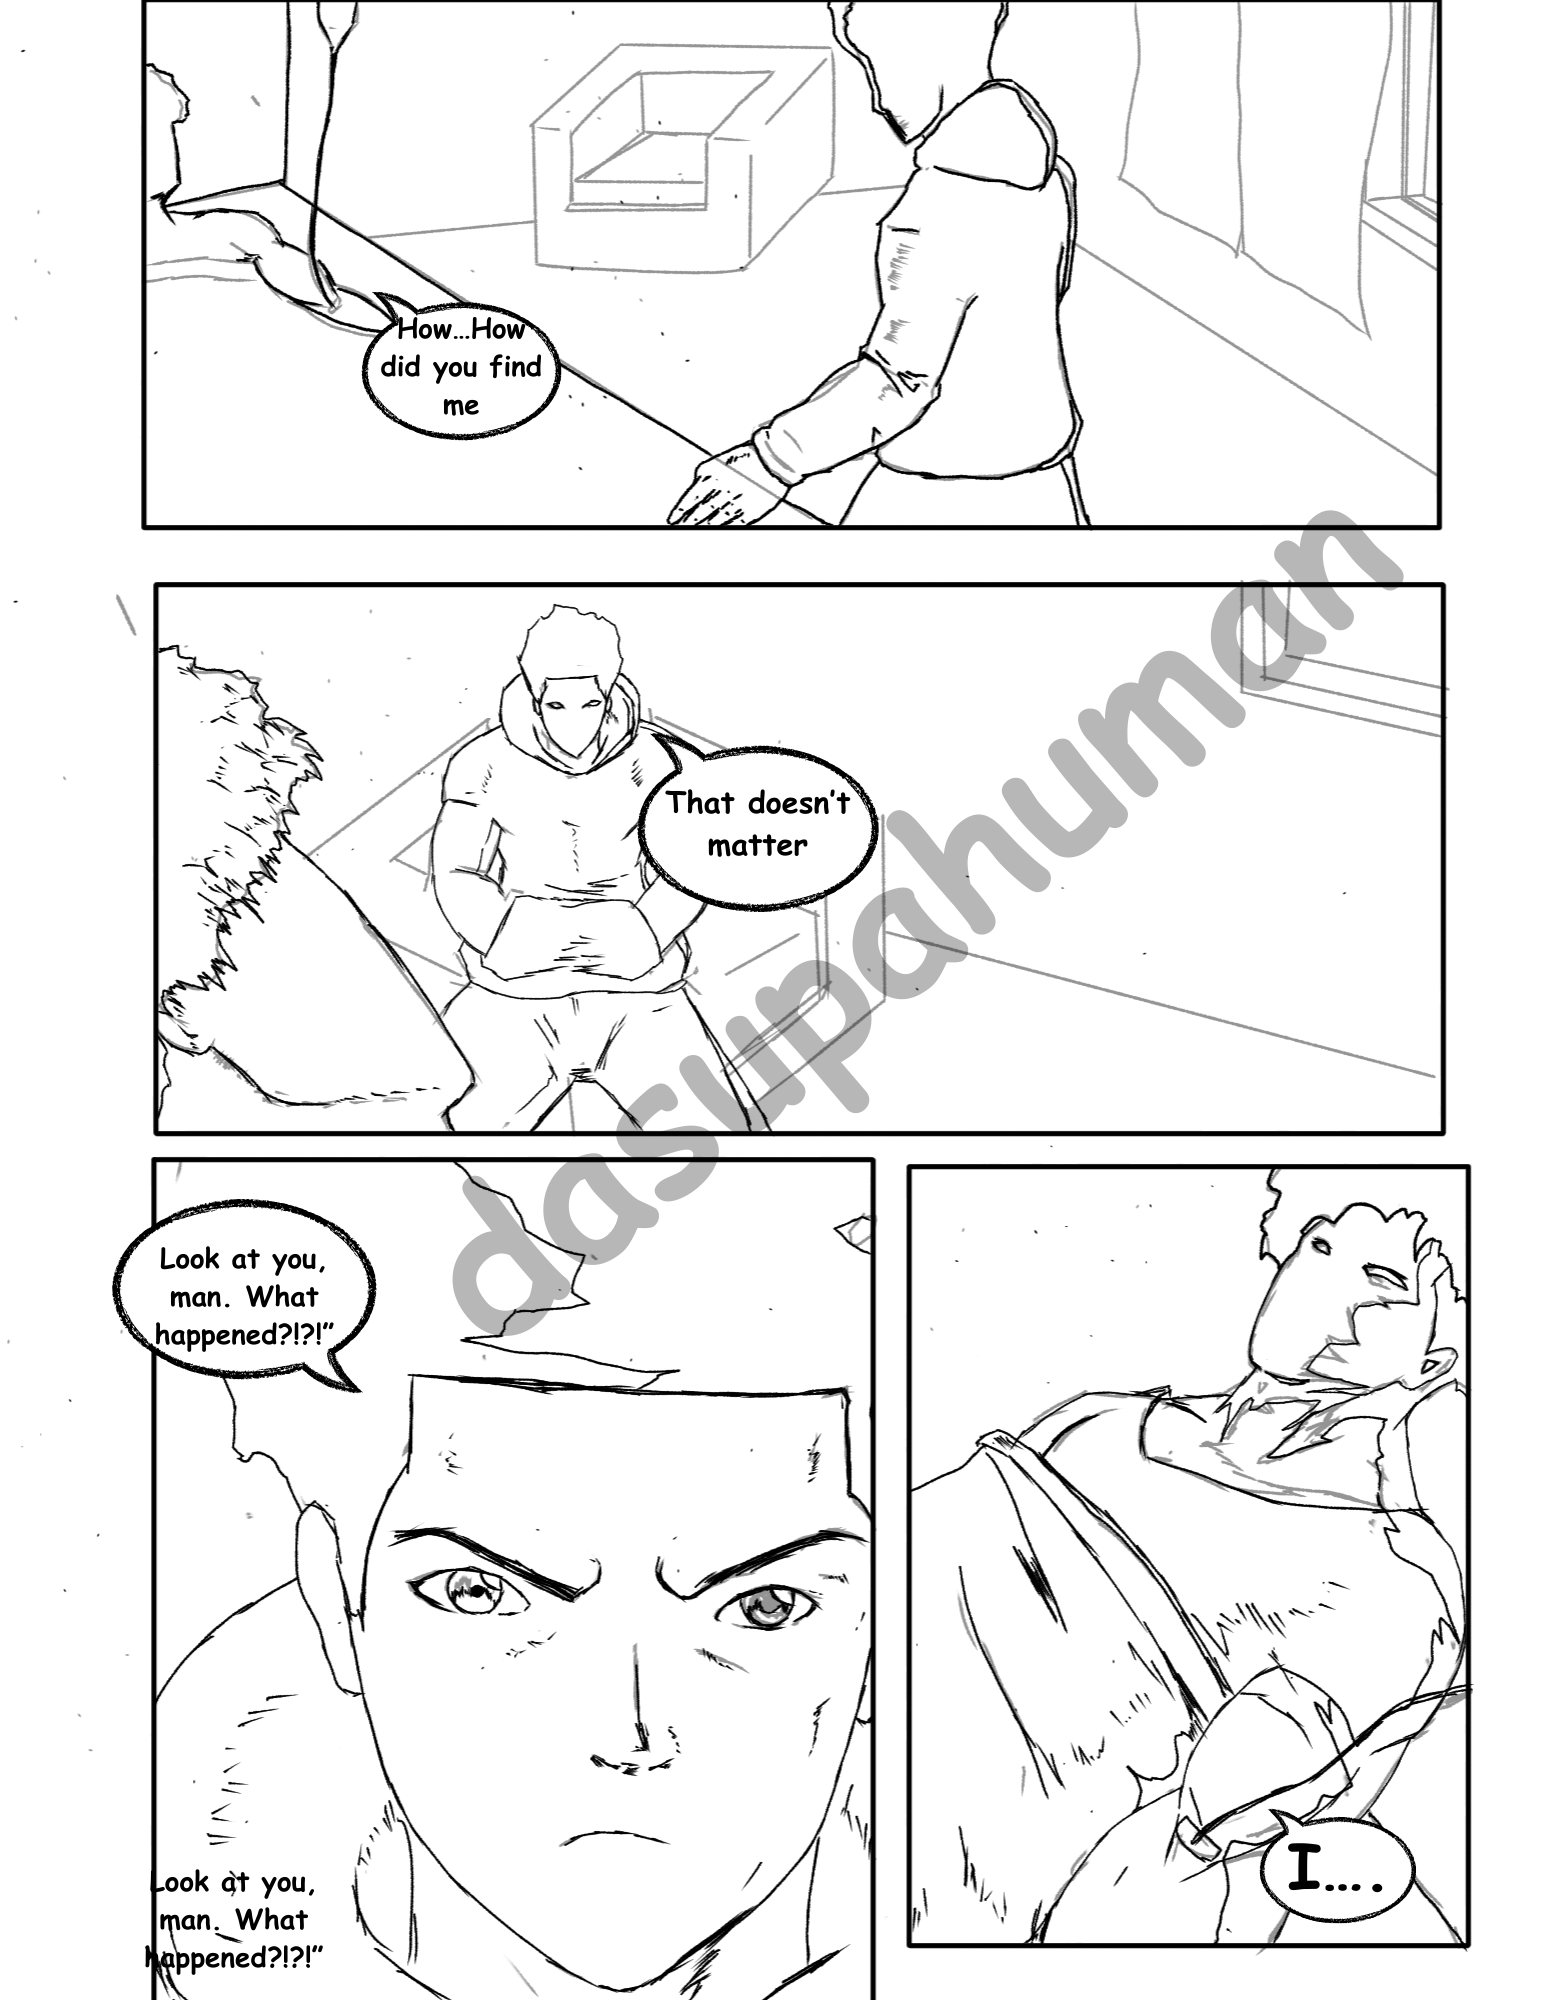 How...How
did you find
me
That doesn't
matter
dasupahuman
Look at you,
man. What
happened?!?!”
I....
Look at you,
man. What
happened?!?!”